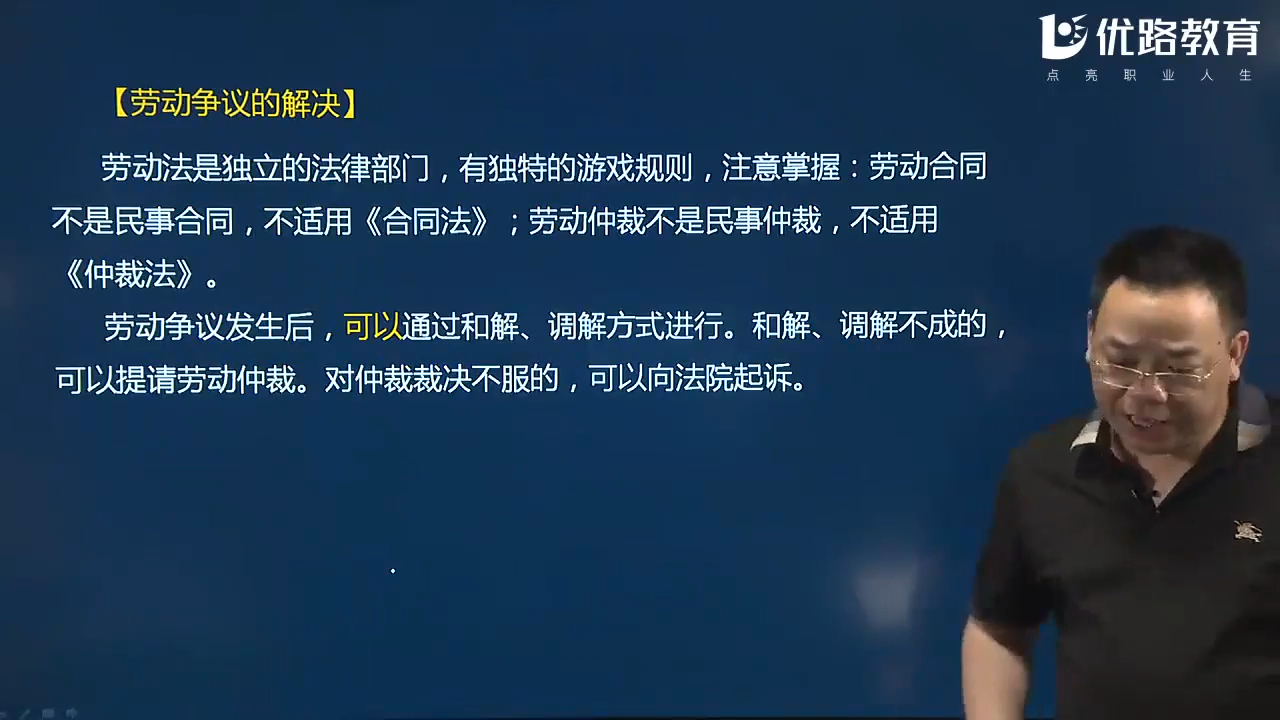 优路教育
点亮职业人生
【劳动争议的解决】
劳动法是独立的法律部门，有独特的游戏规则，注意掌握：劳动合同
不是民事合同，不适用《合同法》；劳动仲裁不是民事仲裁，不适用
《仲裁法》。
劳动争议发生后，可以通过和解、调解方式进行。和解、调解不成的，
可以提请劳动仲裁。对仲裁裁决不服的，可以向法院起诉。